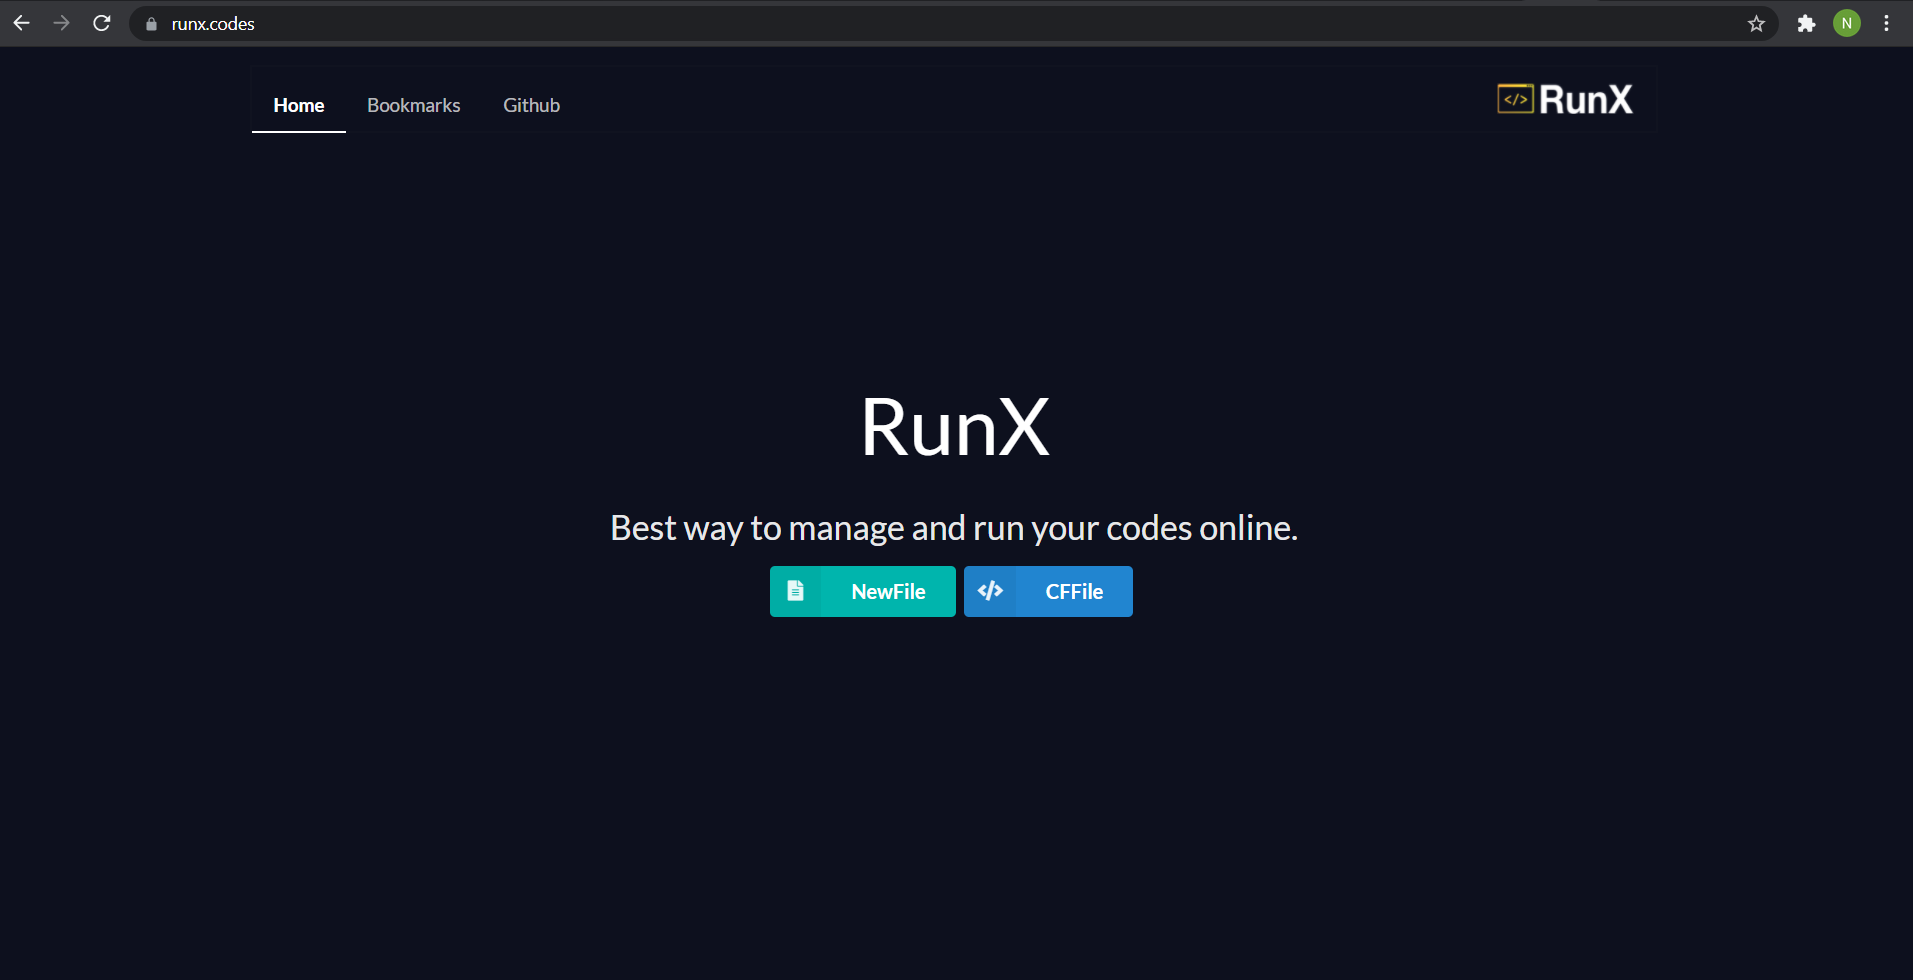 runx.codes
N
Home Bookmarks Github
</> RunX
RunX
Best way to manage and run your codes online.
NewFile </> CFFile